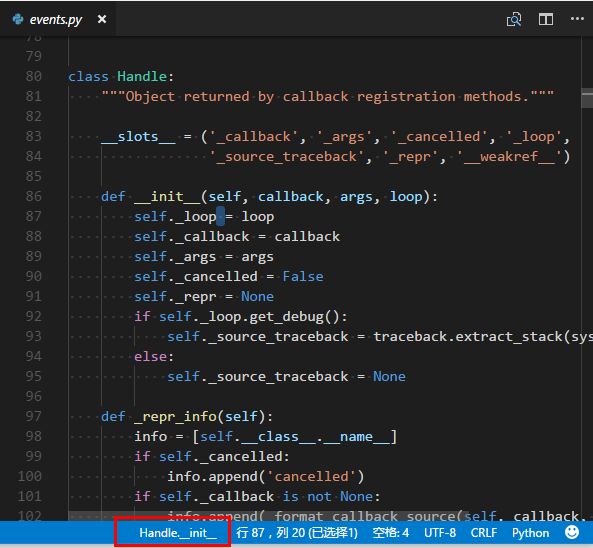 events.py ×
78
79
80 class Handle:
81 """Object returned by callback registration methods."""
82
83 __slots__ = ('_callback', '_args', '_cancelled', '_loop',
84 '_source_traceback', '_repr', '__weakref__')
85
86 def __init__(self, callback, args, loop):
87 self._loop = loop
88 self._callback = callback
89 self._args = args
90 self._cancelled = False
91 self._repr = None
92 if self._loop.get_debug():
93 self._source_traceback = traceback.extract_stack(sys
94 else:
95 self._source_traceback = None
96
97 def _repr_info(self):
98 info = [self.__class__.__name__]
99 if self._cancelled:
100 info.append('cancelled')
101 if self._callback is not None:
102 info.append(_format_callback_source(self._callback,
Handle.__init__ 行 87，列 20 (已选择1) 空格: 4 UTF-8 CRLF Python